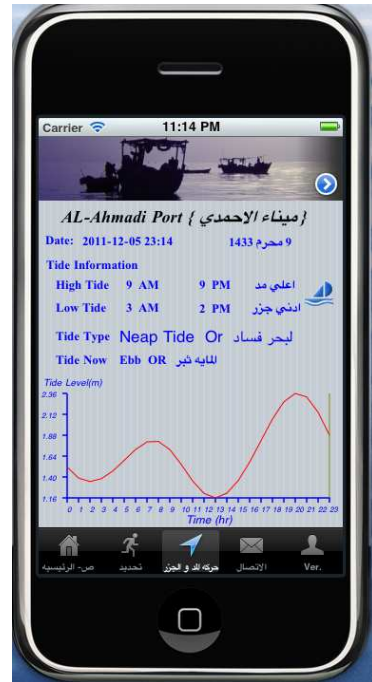 Carrier 11:14 PM
AL-Ahmadi Port { ميناء الاحمدي }
Date: 2011-12-05 23:14 9 محرم 1433
Tide Information
High Tide 9 AM 9 PM اعلي مد
Low Tide 3 AM 2 PM ادني جزر
Tide Type Neap Tide Or لبحر فساد
Tide Now Ebb OR المايه ثبر
Tide Level(m)
2.36
2.12
1.88
1.64
1.40
1.16
0 1 2 3 4 5 6 7 8 9 10 11 12 13 14 15 16 17 18 19 20 21 22 23
Time (hr)
ص- الرئيسيه تحديد حركه المد و الجزر الاتصال Ver.